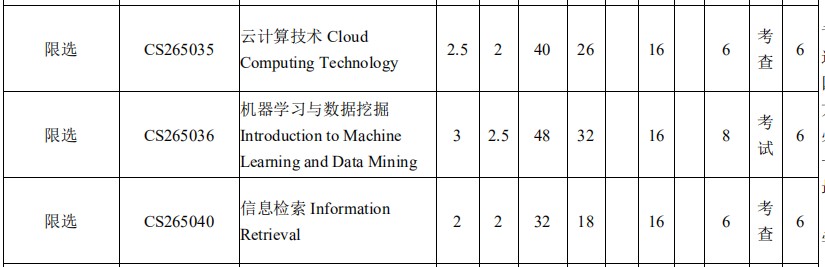 限选 CS265035 云计算技术 Cloud Computing Technology 2.5 2 40 26 16 6 考查 6
限选 CS265036 机器学习与数据挖掘 Introduction to Machine Learning and Data Mining 3 2.5 48 32 16 8 考试 6
限选 CS265040 信息检索 Information Retrieval 2 2 32 18 16 6 考查 6